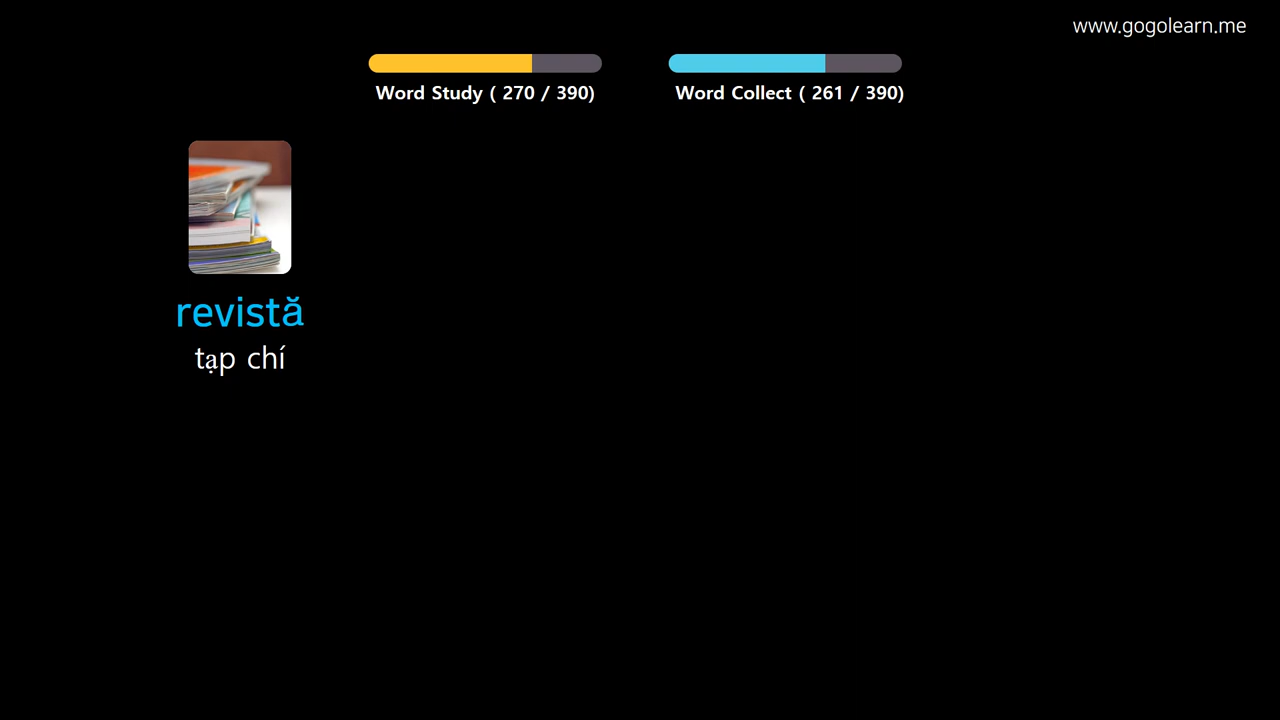 www.gogolearn.me
Word Study ( 270 / 390)
Word Collect ( 261 / 390)
revistă
tạp chí